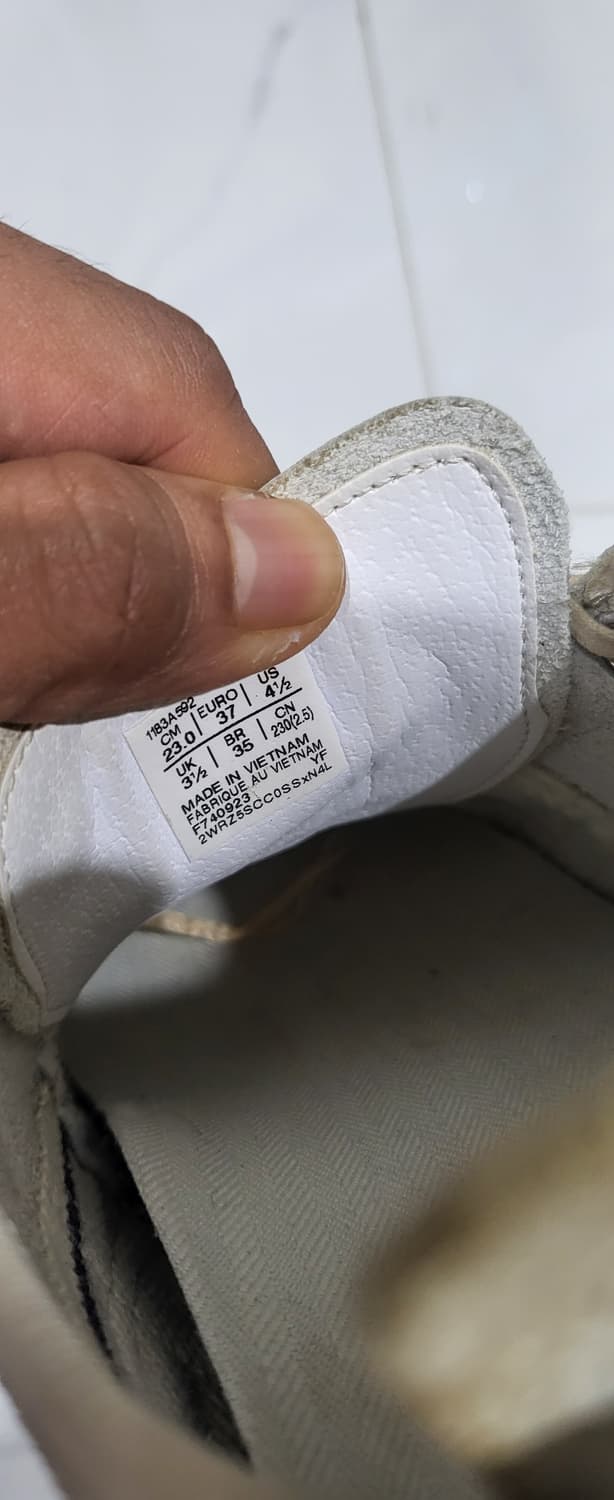 1183A592
CM | EURO | US
23.0 | 37 | 4½
UK | BR | CN
3½ | 35 | 230(2.5)
MADE IN VIETNAM
FABRIQUE AU VIETNAM
F740923 YF
2WRZ5SCC0SSxN4L